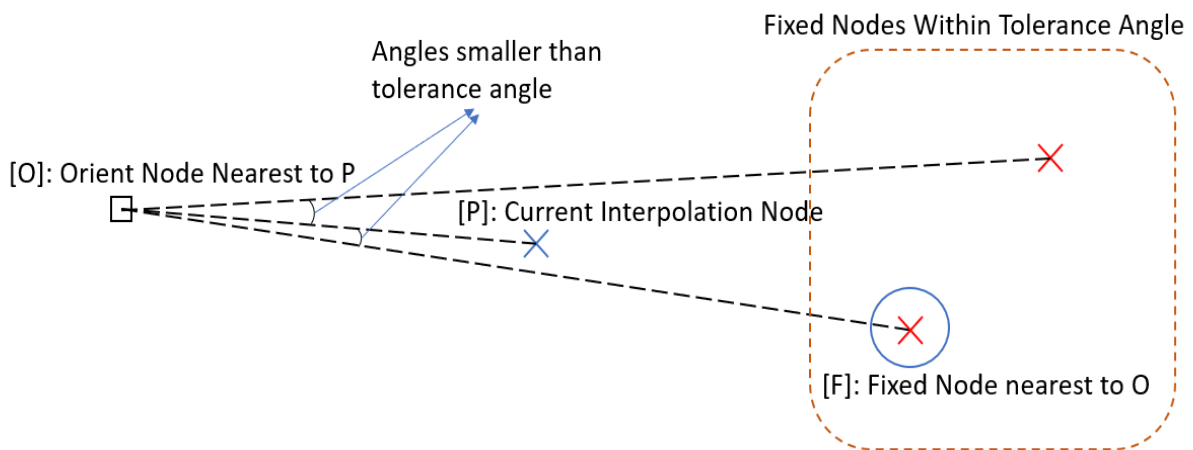 Fixed Nodes Within Tolerance Angle
Angles smaller than
tolerance angle
[O]: Orient Node Nearest to P
[P]: Current Interpolation Node
[F]: Fixed Node nearest to O